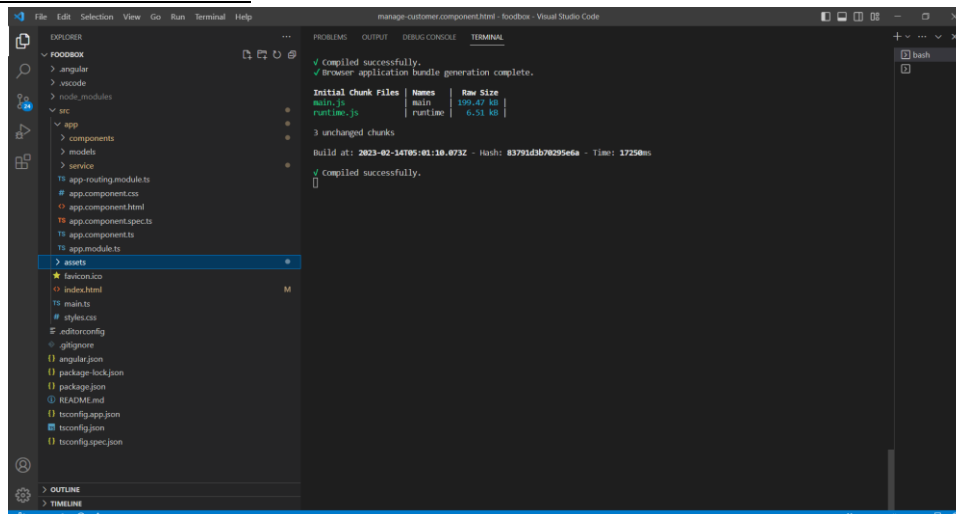 File Edit Selection View Go Run Terminal Help
manage-customer.component.html - foodbox - Visual Studio Code
EXPLORER
FOODBOX
> .angular
> .vscode
> node_modules
src
app
> components
> models
> service
TS app-routing.module.ts
# app.component.css
<> app.component.html
TS app.component.spec.ts
TS app.component.ts
TS app.module.ts
> assets
favicon.ico
<> index.html M
TS main.ts
# styles.css
.editorconfig
.gitignore
{} angular.json
{} package-lock.json
{} package.json
README.md
{} tsconfig.app.json
tsconfig.json
{} tsconfig.spec.json
> OUTLINE
> TIMELINE
24
PROBLEMS OUTPUT DEBUG CONSOLE TERMINAL
√ Compiled successfully.
√ Browser application bundle generation complete.
Initial Chunk Files | Names | Raw Size
main.js | main | 199.47 kB |
runtime.js | runtime | 6.51 kB |
3 unchanged chunks
Build at: 2023-02-14T05:01:10.073Z - Hash: 83791d3b70295e6a - Time: 17250ms
√ Compiled successfully.
bash